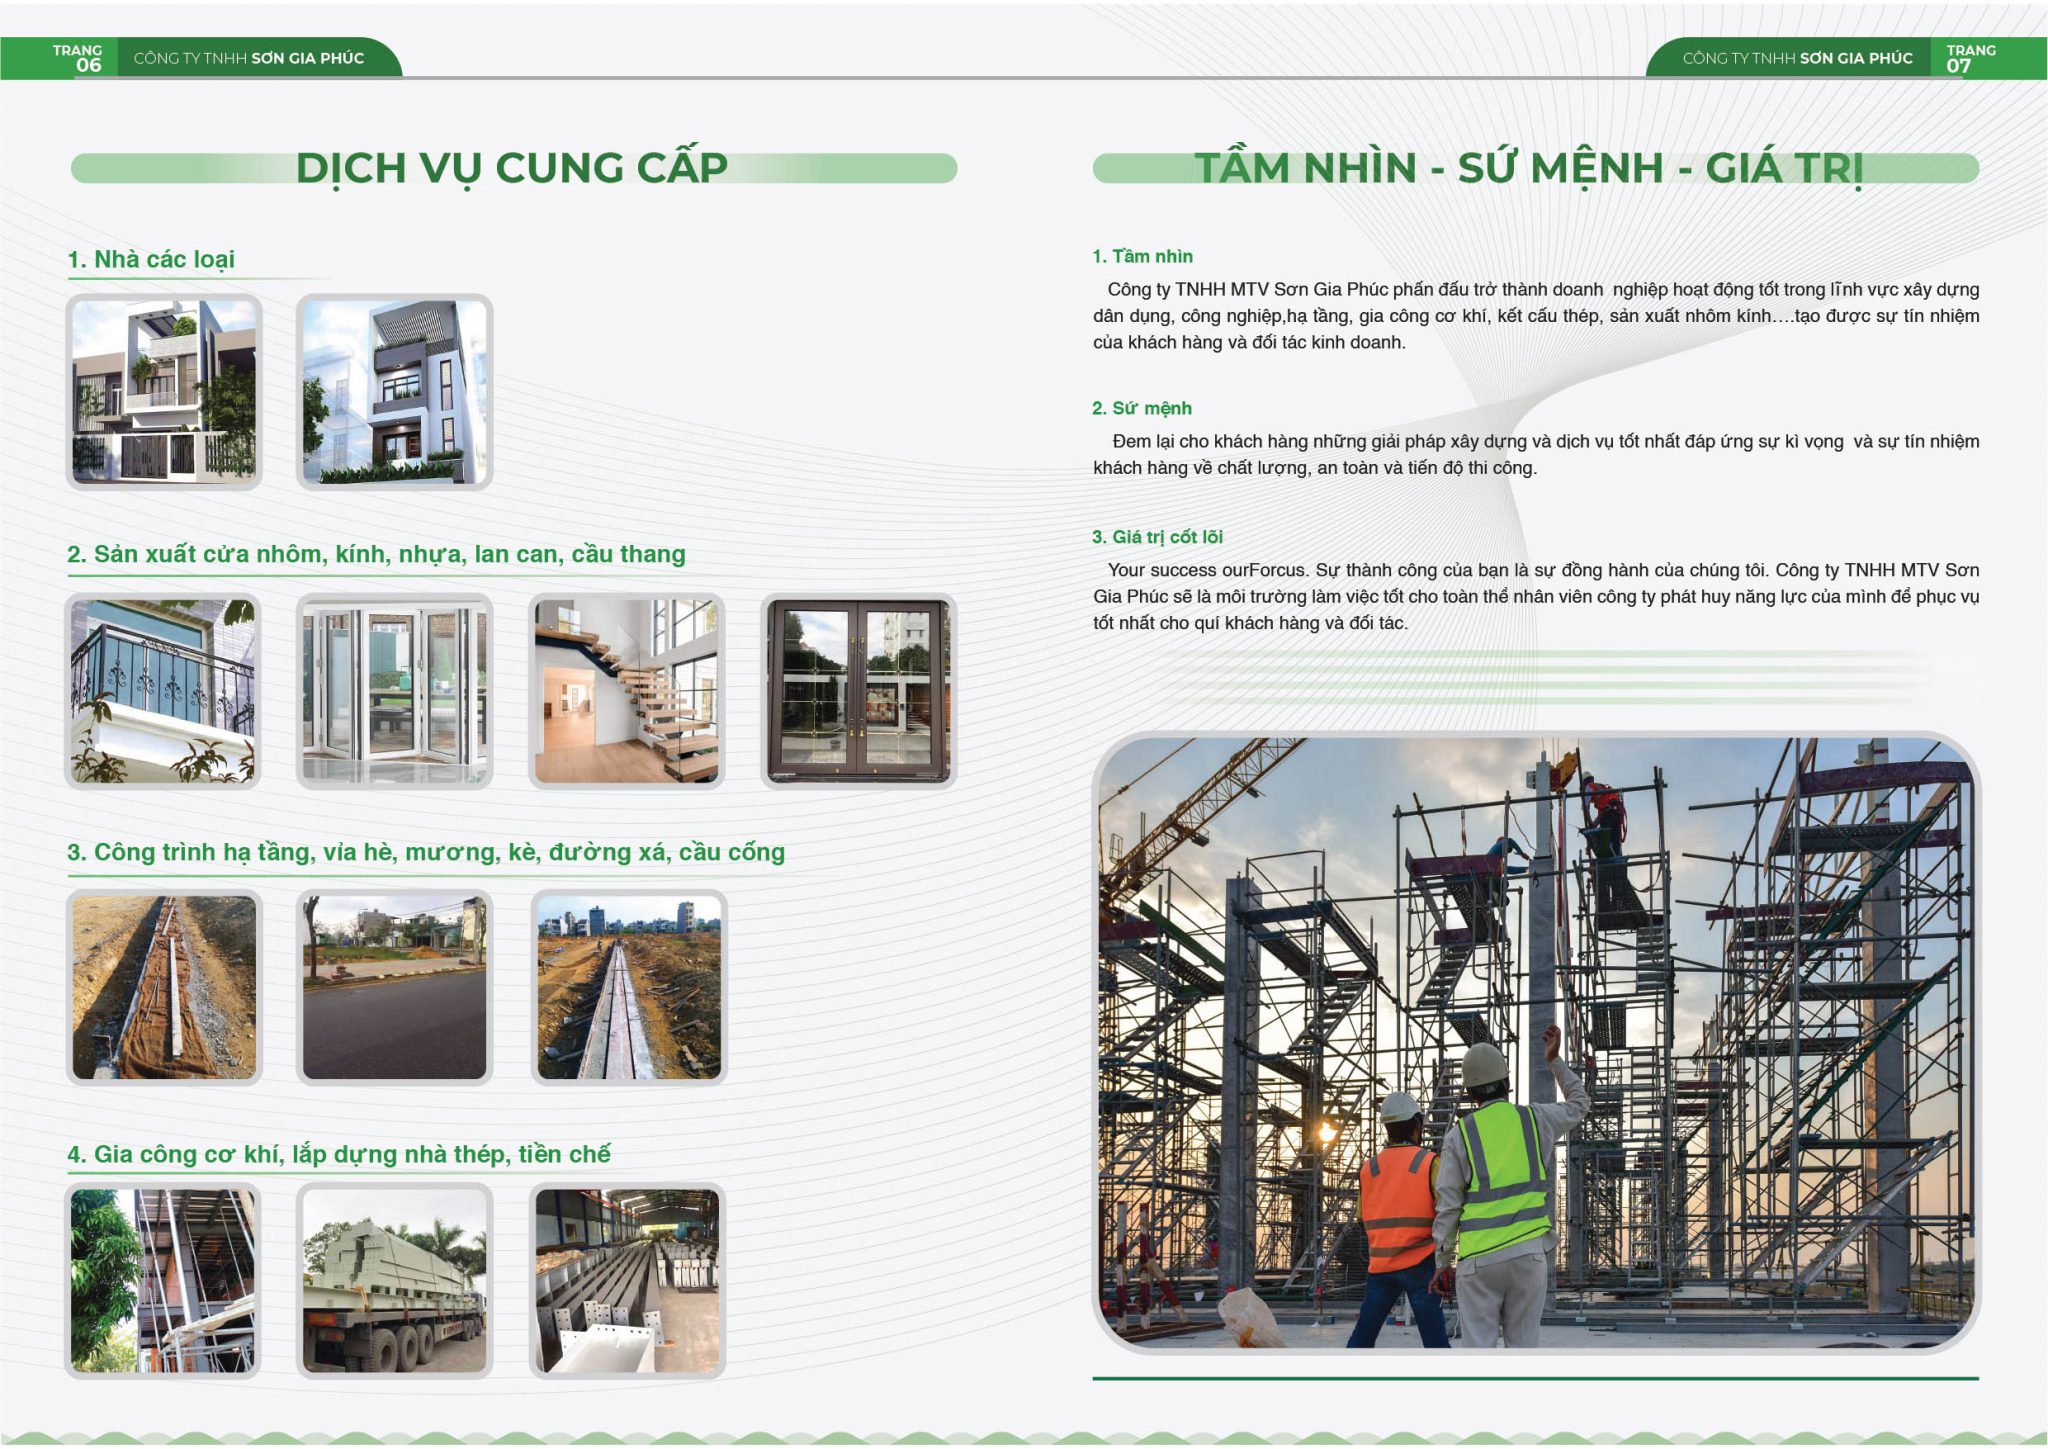 TRANG
06
CÔNG TY TNHH SƠN GIA PHÚC
DỊCH VỤ CUNG CẤP
1. Nhà các loại
2. Sản xuất cửa nhôm, kính, nhựa, lan can, cầu thang
3. Công trình hạ tầng, vỉa hè, mương, kè, đường xá, cầu cống
4. Gia công cơ khí, lắp dựng nhà thép, tiền chế
CÔNG TY TNHH SƠN GIA PHÚC
TRANG
07
TẦM NHÌN - SỨ MỆNH - GIÁ TRỊ
1. Tầm nhìn
Công ty TNHH MTV Sơn Gia Phúc phấn đấu trở thành doanh nghiệp hoạt động tốt trong lĩnh vực xây dựng
dân dụng, công nghiệp,hạ tầng, gia công cơ khí, kết cấu thép, sản xuất nhôm kính....tạo được sự tín nhiệm
của khách hàng và đối tác kinh doanh.
2. Sứ mệnh
Đem lại cho khách hàng những giải pháp xây dựng và dịch vụ tốt nhất đáp ứng sự kì vọng và sự tín nhiệm
khách hàng về chất lượng, an toàn và tiến độ thi công.
3. Giá trị cốt lõi
Your success ourForcus. Sự thành công của bạn là sự đồng hành của chúng tôi. Công ty TNHH MTV Sơn
Gia Phúc sẽ là môi trường làm việc tốt cho toàn thể nhân viên công ty phát huy năng lực của mình để phục vụ
tốt nhất cho quí khách hàng và đối tác.